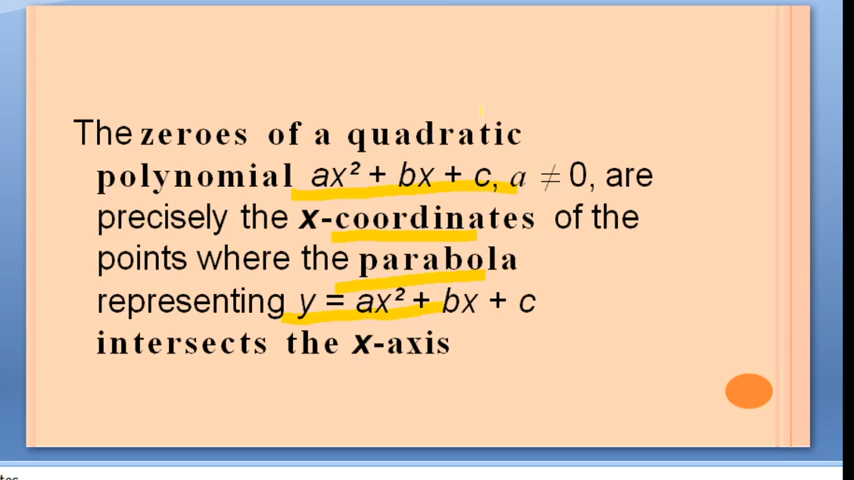 The zeroes of a quadratic
polynomial ax² + bx + c, a ≠ 0, are
precisely the x-coordinates of the
points where the parabola
representing y = ax² + bx + c
intersects the x-axis